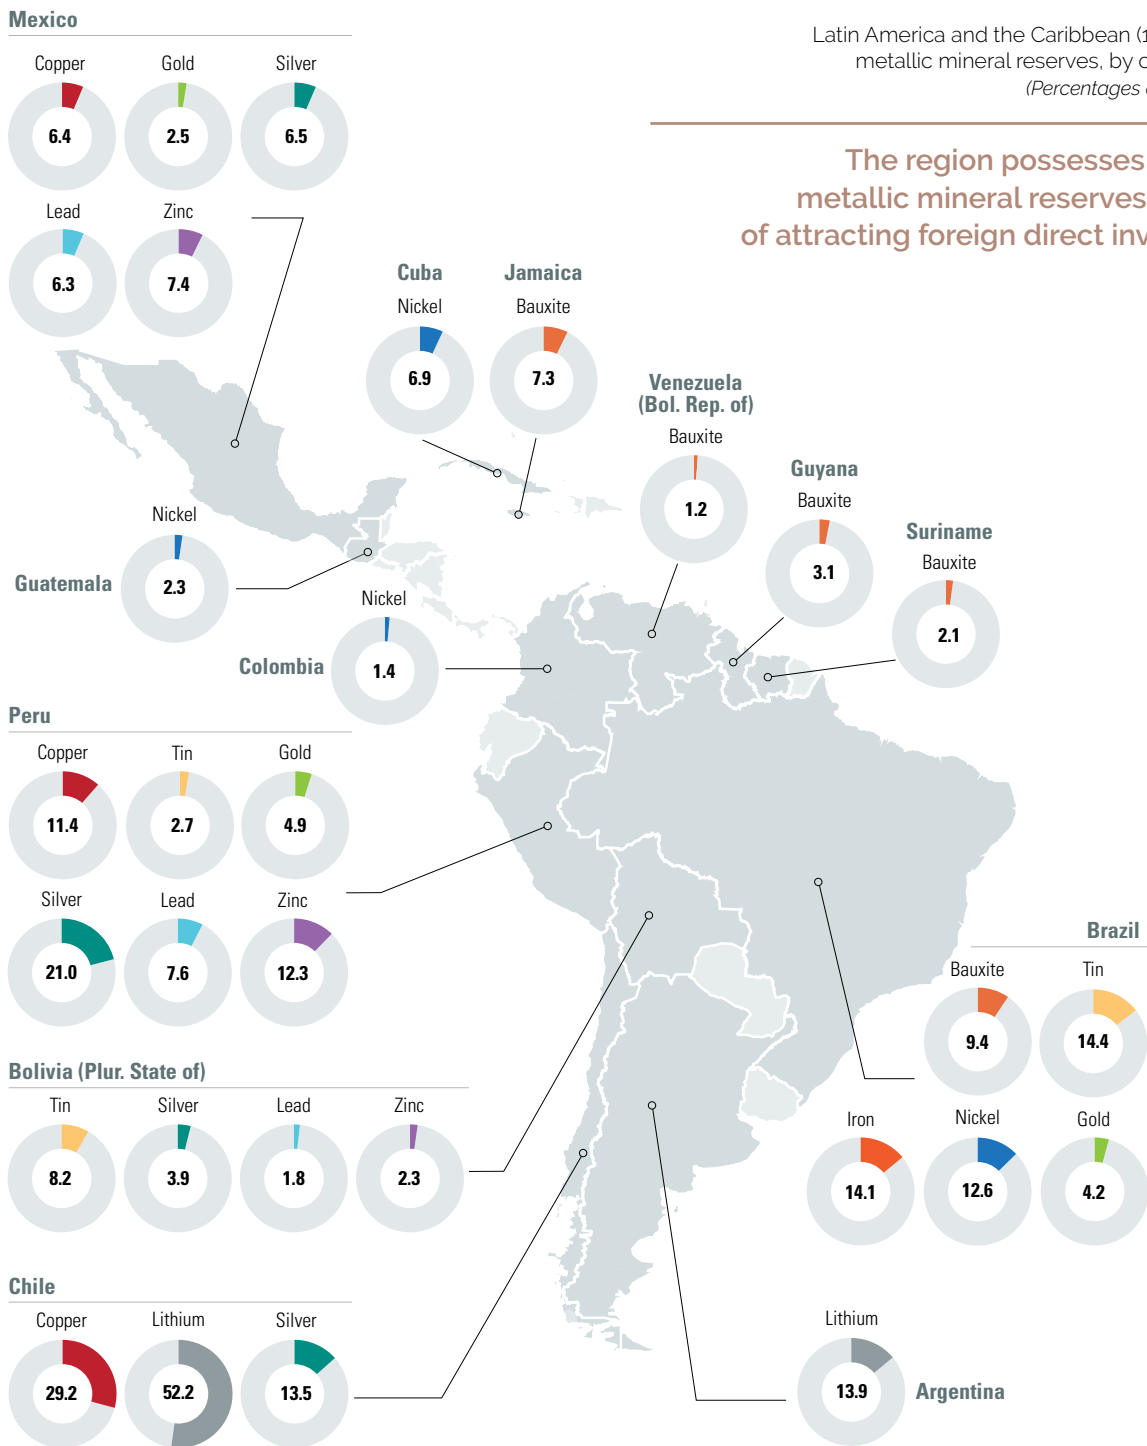 Mexico
Copper Gold Silver
6.4 2.5 6.5
Lead Zinc
6.3 7.4
Latin America and the Caribbean
metallic mineral reserves, by
(Percentages
The region possesses
metallic mineral reserves
of attracting foreign direct
Cuba
Nickel
6.9
Jamaica
Bauxite
7.3
Venezuela
(Bol. Rep. of)
Bauxite
1.2
Guyana
Bauxite
3.1
Suriname
Bauxite
2.1
Nickel
Guatemala
2.3
Nickel
Colombia
1.4
Peru
Copper Tin Gold
11.4 2.7 4.9
Silver Lead Zinc
21.0 7.6 12.3
Brazil
Bauxite Tin
9.4 14.4
Iron Nickel Gold
14.1 12.6 4.2
Bolivia (Plur. State of)
Tin Silver Lead Zinc
8.2 3.9 1.8 2.3
Chile
Copper Lithium Silver
29.2 52.2 13.5
Lithium
13.9
Argentina